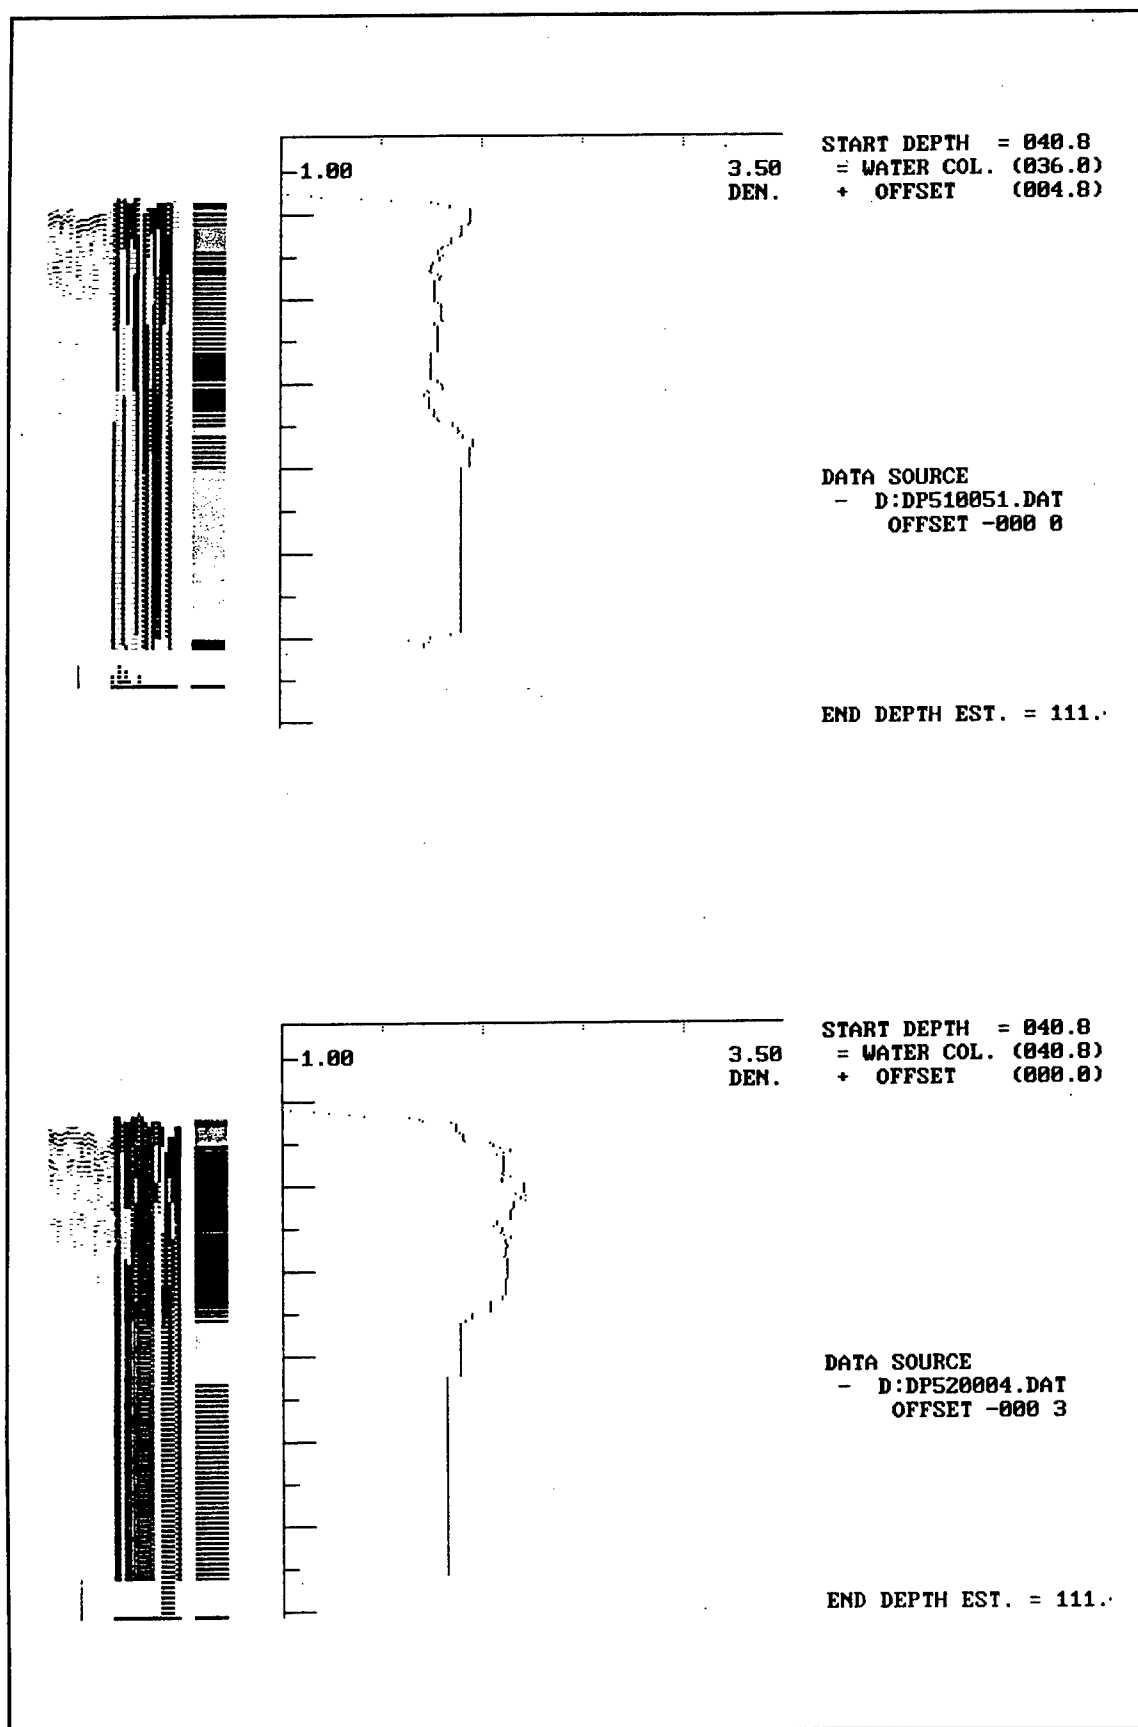 START DEPTH = 040.8
1.00 3.50 = WATER COL. (036.0)
DEN. + OFFSET (004.8)
DATA SOURCE
- D:DP510051.DAT
OFFSET -000 0
END DEPTH EST. = 111.
START DEPTH = 040.8
1.00 3.50 = WATER COL. (040.8)
DEN. + OFFSET (000.0)
DATA SOURCE
- D:DP520004.DAT
OFFSET -000 3
END DEPTH EST. = 111.